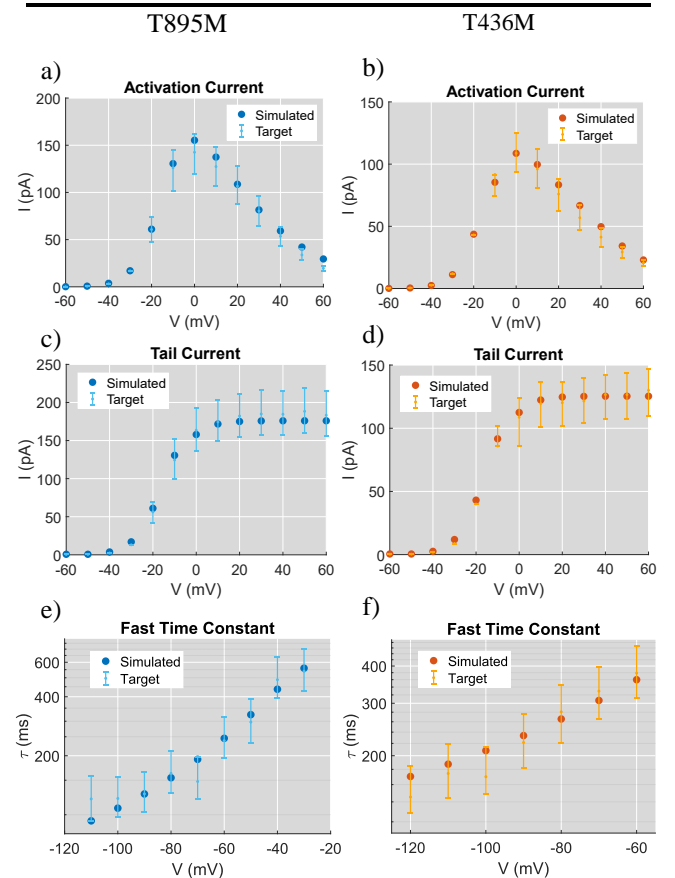 T895M
T436M
a)
Activation Current
200
150
100
50
0
I (pA)
Simulated
Target
-60 -40 -20 0 20 40 60
V (mV)
b)
Activation Current
150
100
50
0
I (pA)
Simulated
Target
-60 -40 -20 0 20 40 60
V (mV)
c)
Tail Current
250
200
150
100
50
0
I (pA)
Simulated
Target
-60 -40 -20 0 20 40 60
V (mV)
d)
Tail Current
150
100
50
0
I (pA)
Simulated
Target
-60 -40 -20 0 20 40 60
V (mV)
e)
Fast Time Constant
600
400
200
τ (ms)
Simulated
Target
-120 -100 -80 -60 -40 -20
V (mV)
f)
Fast Time Constant
400
300
200
τ (ms)
Simulated
Target
-120 -100 -80 -60
V (mV)